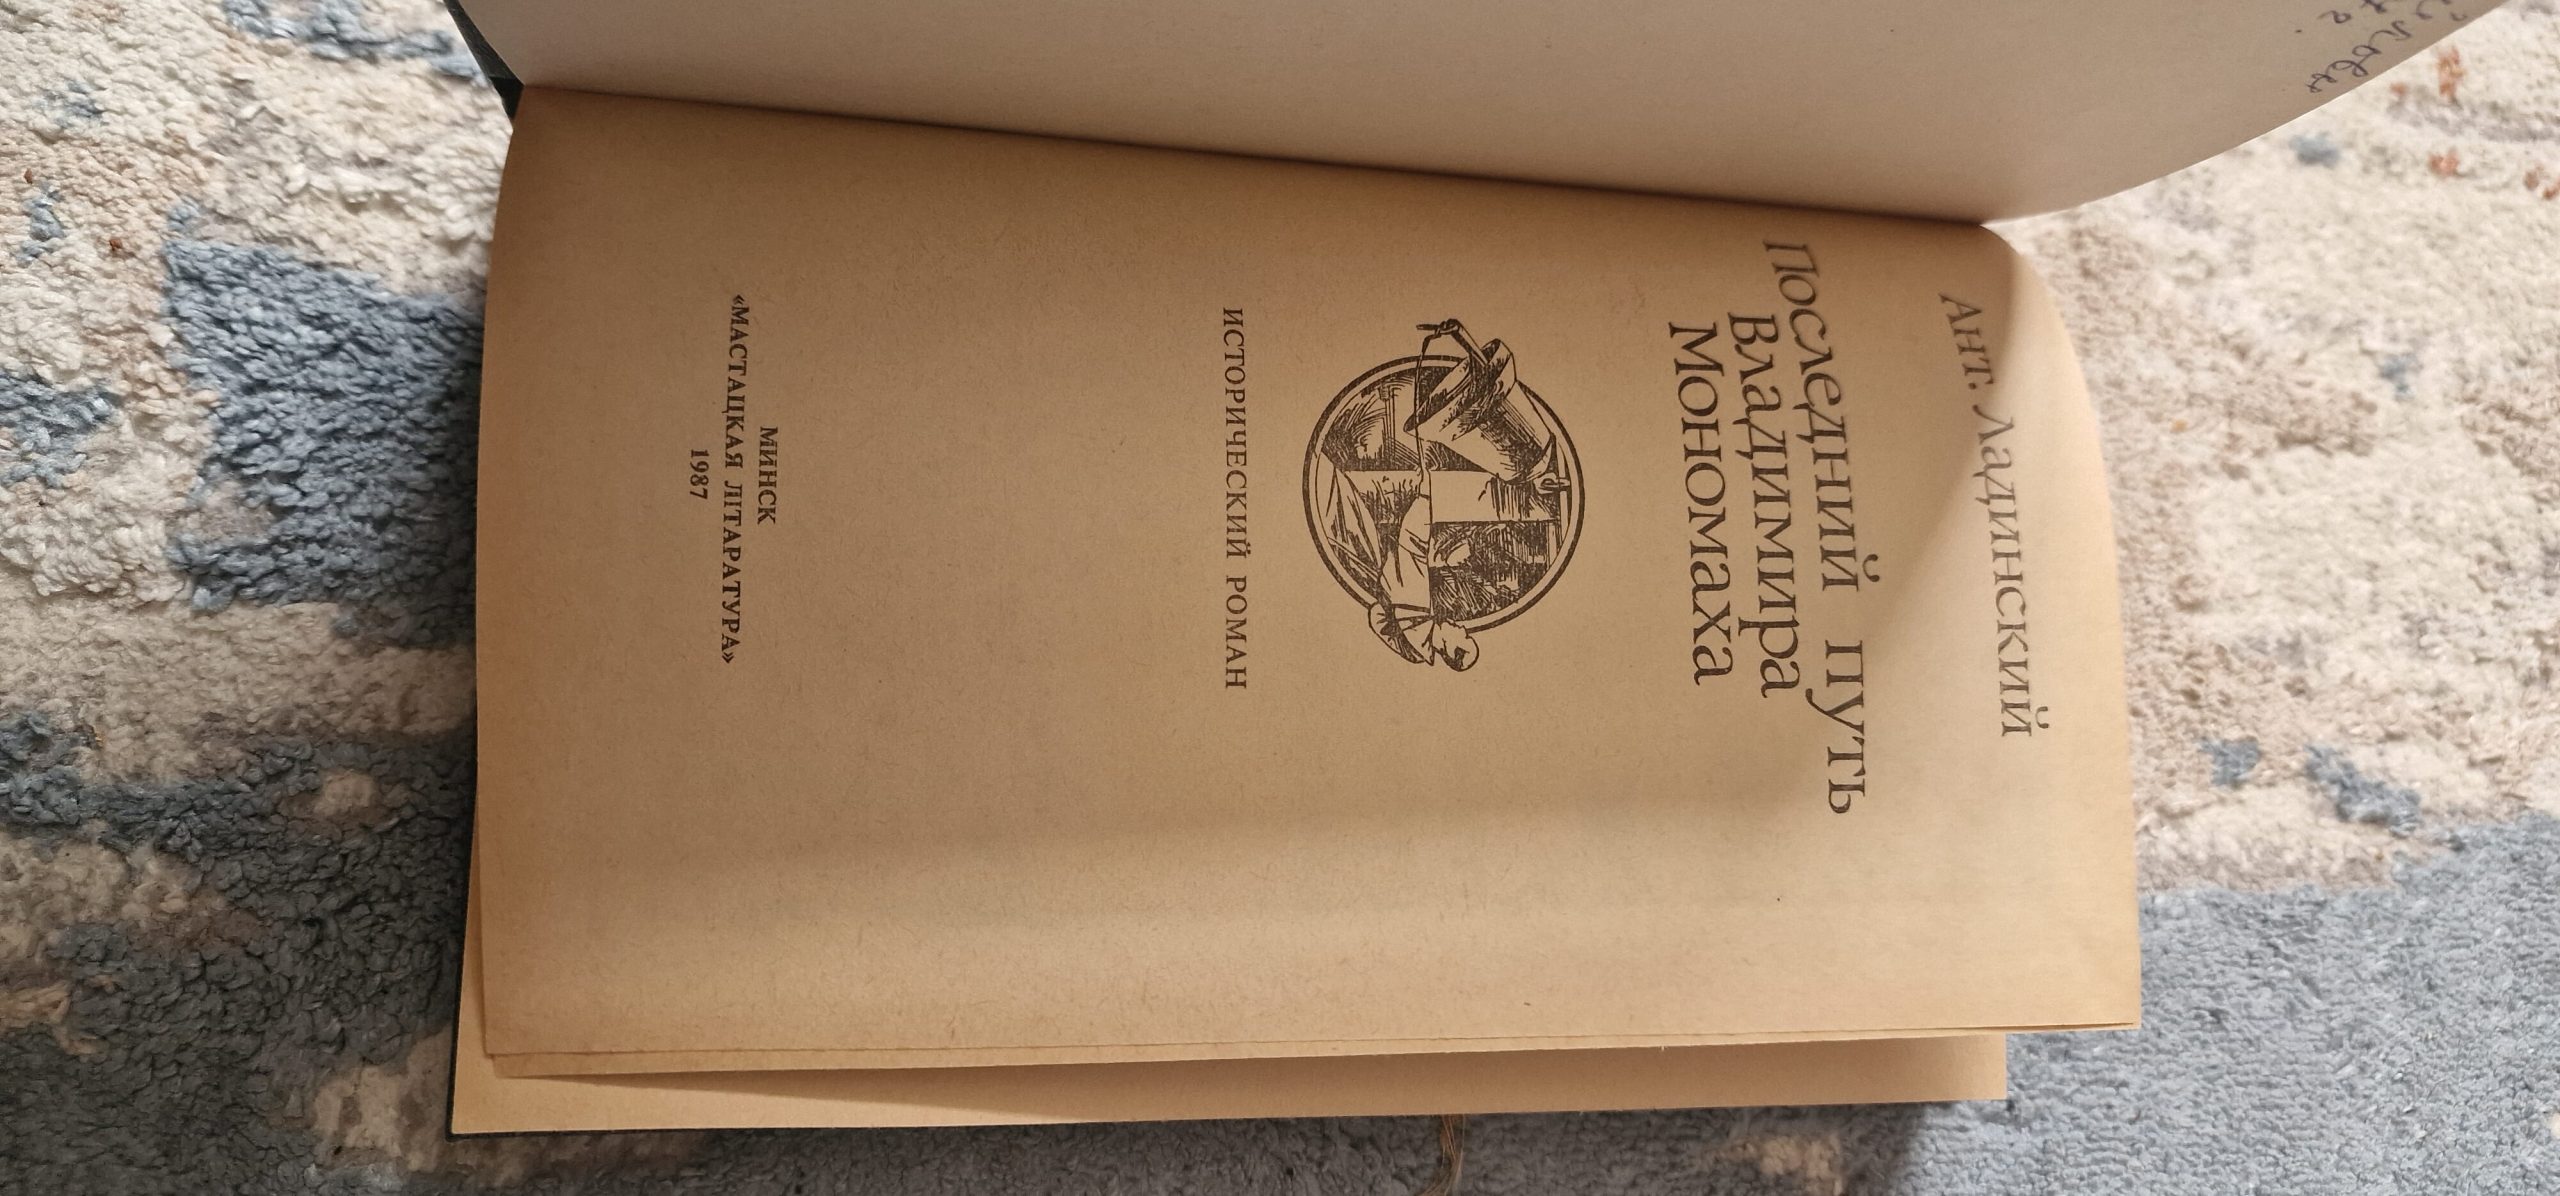 Ант. Ладинский
Последний путь
Владимира
Мономаха
ИСТОРИЧЕСКИЙ РОМАН
МИНСК
«МАСТАЦКАЯ ЛІТАРАТУРА»
1987